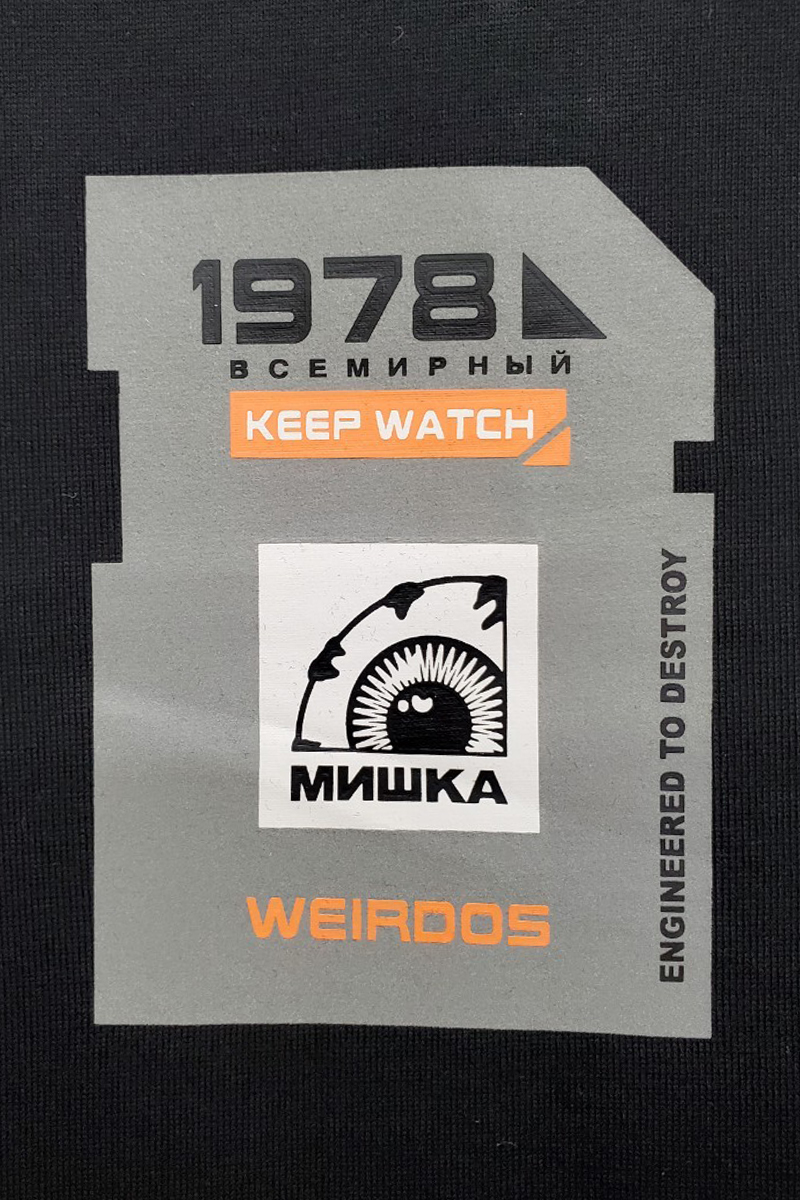 1978
ВСЕМИРНЫЙ
KEEP WATCH
МИШКА
WEIRDOS
ENGINEERED TO DESTROY